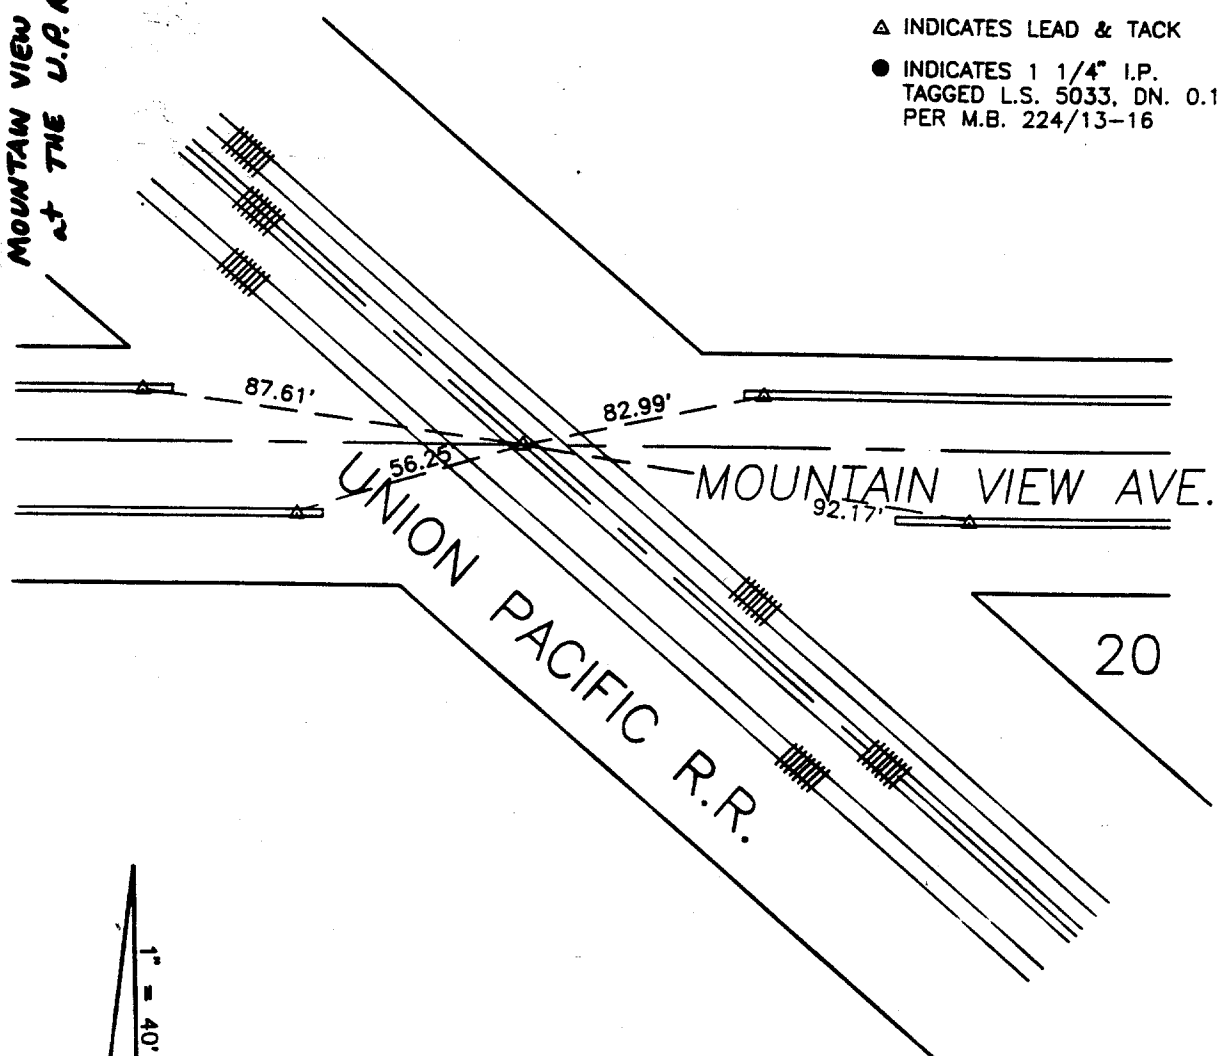 MOUNTAIN VIEW
at THE U.P. R
△ INDICATES LEAD & TACK
● INDICATES 1 1/4" I.P.
TAGGED L.S. 5033, DN. 0.1
PER M.B. 224/13-16
87.61'
82.99'
56.25'
MOUNTAIN VIEW AVE.
92.17'
UNION PACIFIC R.R.
20
1" = 40'